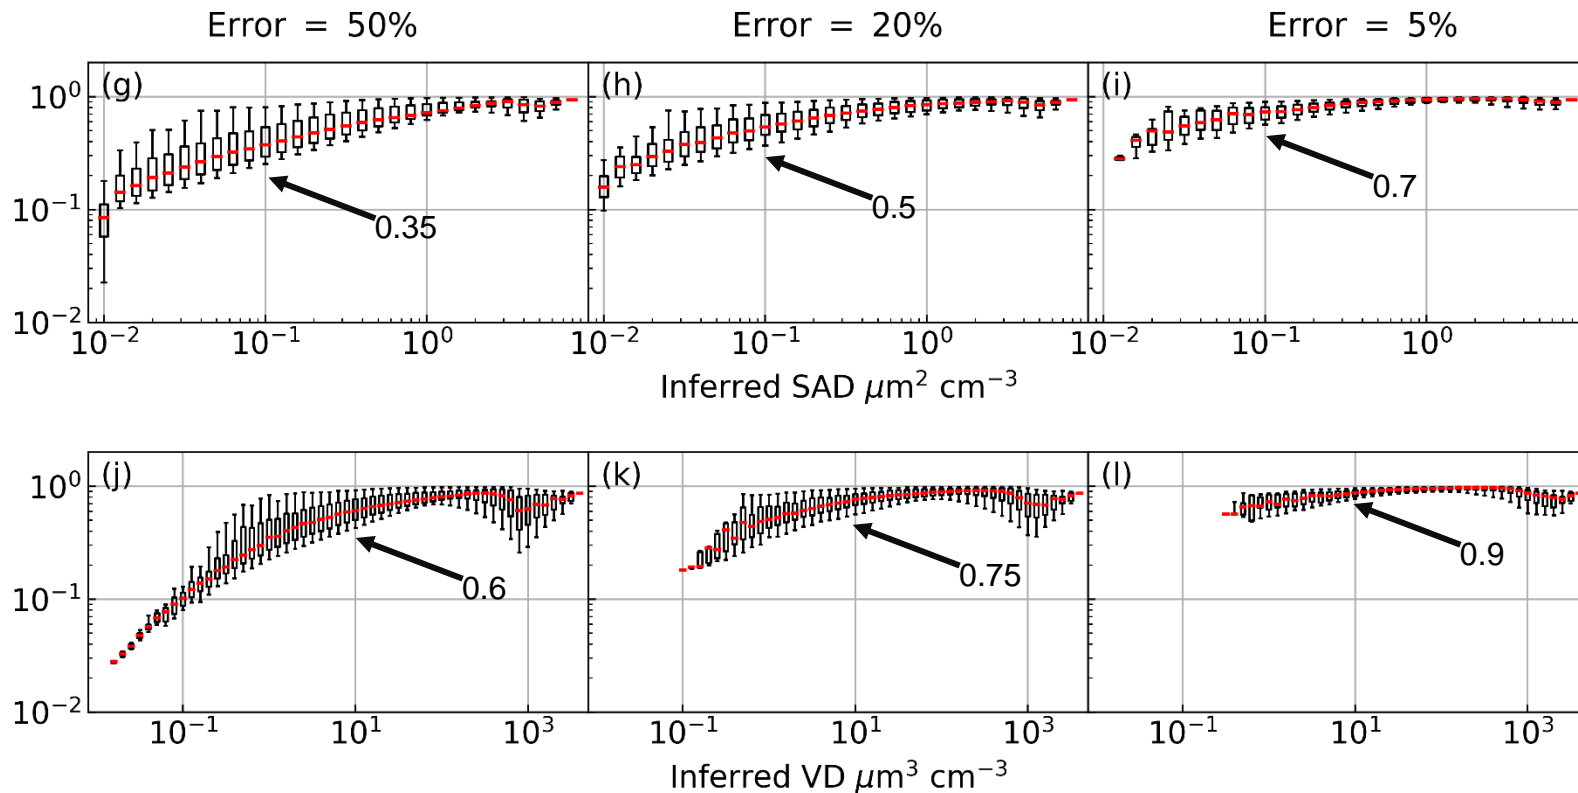 Error = 50% Error = 20% Error = 5%
(g) (h) (i)
10⁰
10⁻¹
10⁻²
0.35 0.5 0.7
10⁻² 10⁻¹ 10⁰ 10⁻² 10⁻¹ 10⁰ 10⁻² 10⁻¹ 10⁰
Inferred SAD μm² cm⁻³
(j) (k) (l)
10⁰
10⁻¹
10⁻²
0.6 0.75 0.9
10⁻¹ 10¹ 10³ 10⁻¹ 10¹ 10³ 10⁻¹ 10¹ 10³
Inferred VD μm³ cm⁻³